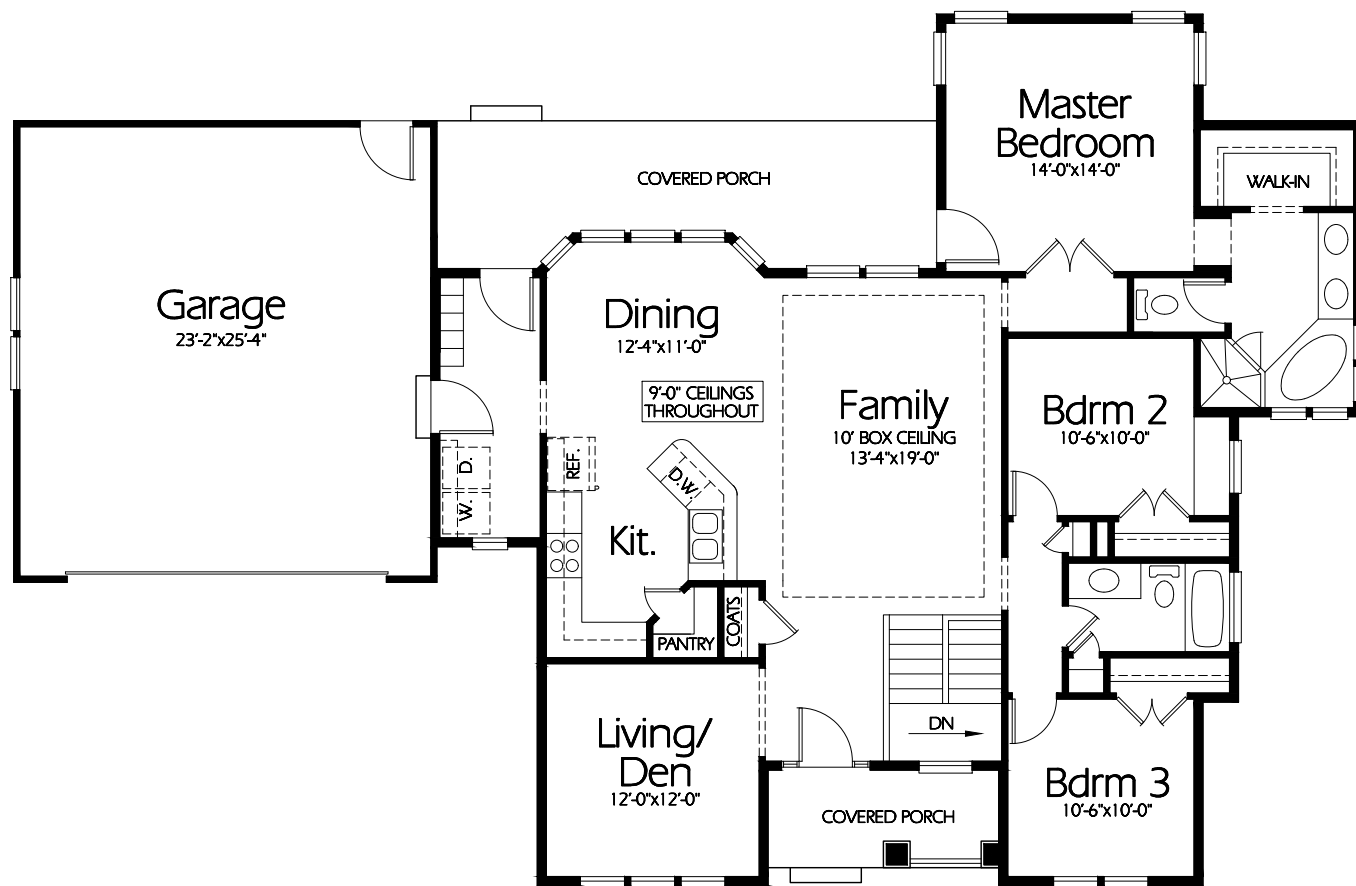 Master
Bedroom
14'-0"x14'-0"
COVERED PORCH
WALK-IN
Garage
23'-2"x25'-4"
Dining
12'-4"x11'-0"
9'-0" CEILINGS
THROUGHOUT
Family
10' BOX CEILING
13'-4"x19'-0"
Bdrm 2
10'-6"x10'-0"
D.
REF.
D.W.
W.
Kit.
COATS
PANTRY
DN
Living/
Den
12'-0"x12'-0"
COVERED PORCH
Bdrm 3
10'-6"x10'-0"